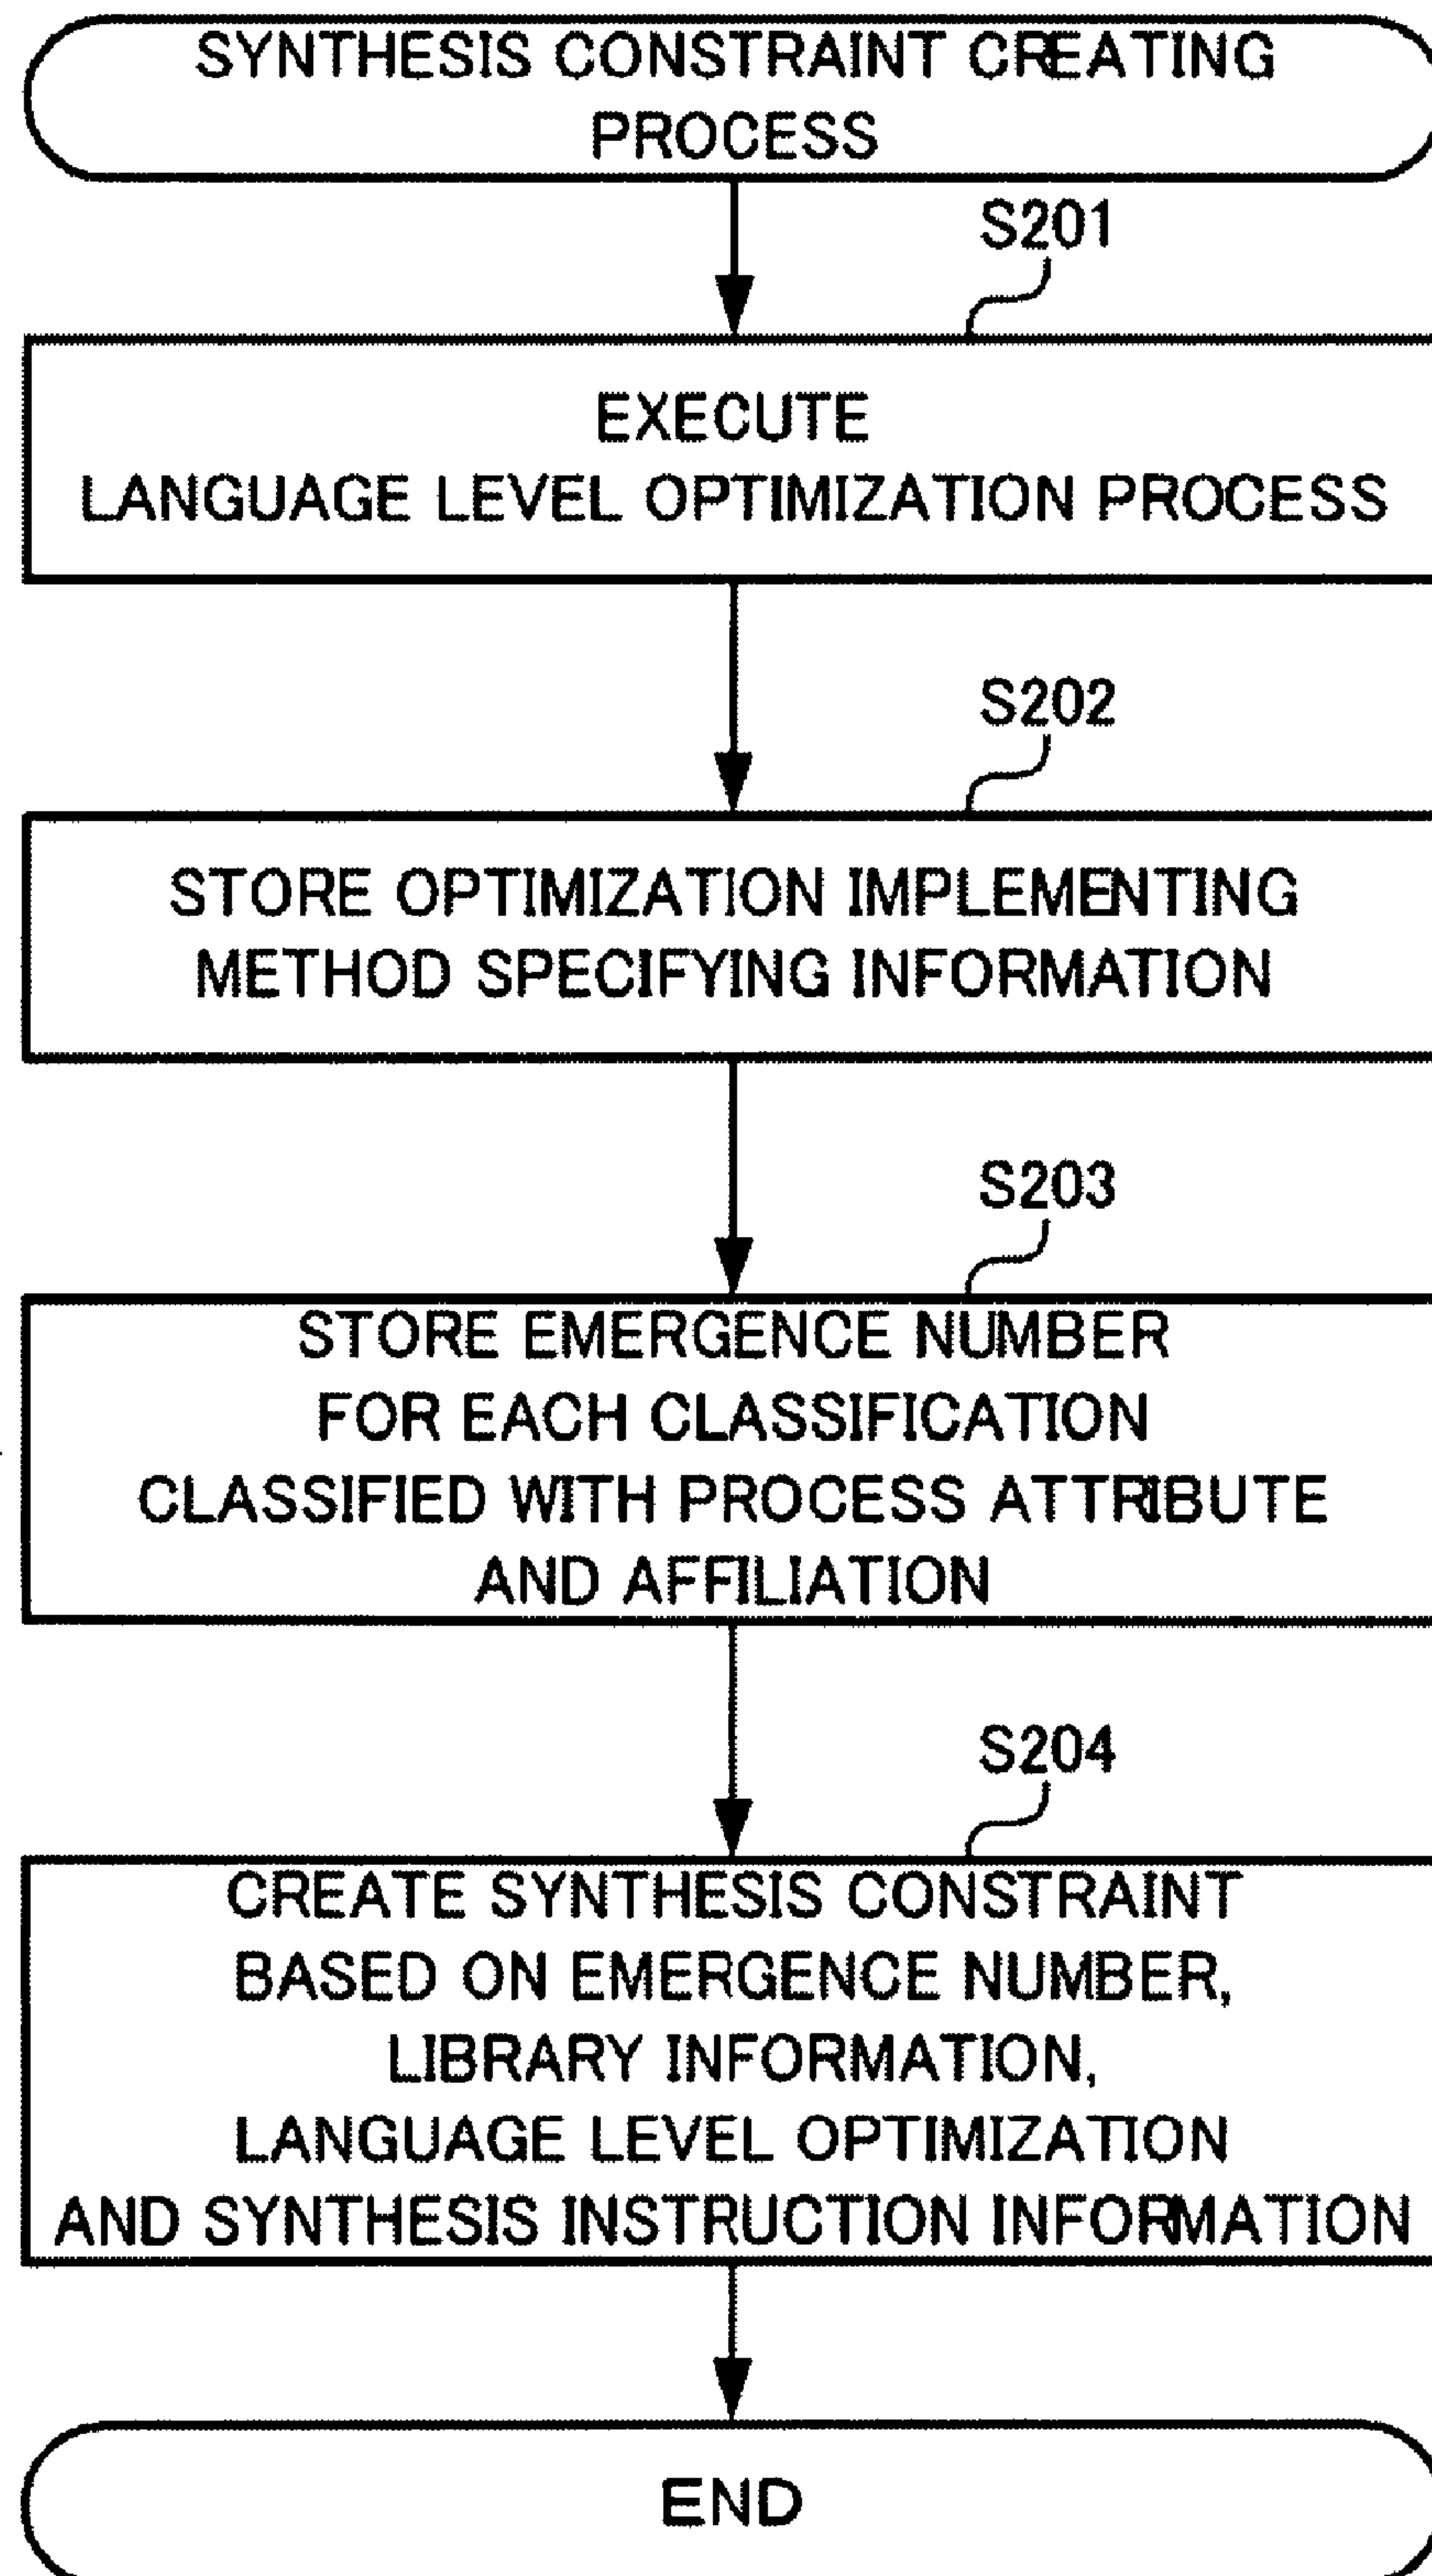 SYNTHESIS CONSTRAINT CREATING
PROCESS
S201
EXECUTE
LANGUAGE LEVEL OPTIMIZATION PROCESS
S202
STORE OPTIMIZATION IMPLEMENTING
METHOD SPECIFYING INFORMATION
S203
STORE EMERGENCE NUMBER
FOR EACH CLASSIFICATION
CLASSIFIED WITH PROCESS ATTRIBUTE
AND AFFILIATION
S204
CREATE SYNTHESIS CONSTRAINT
BASED ON EMERGENCE NUMBER,
LIBRARY INFORMATION,
LANGUAGE LEVEL OPTIMIZATION
AND SYNTHESIS INSTRUCTION INFORMATION
END